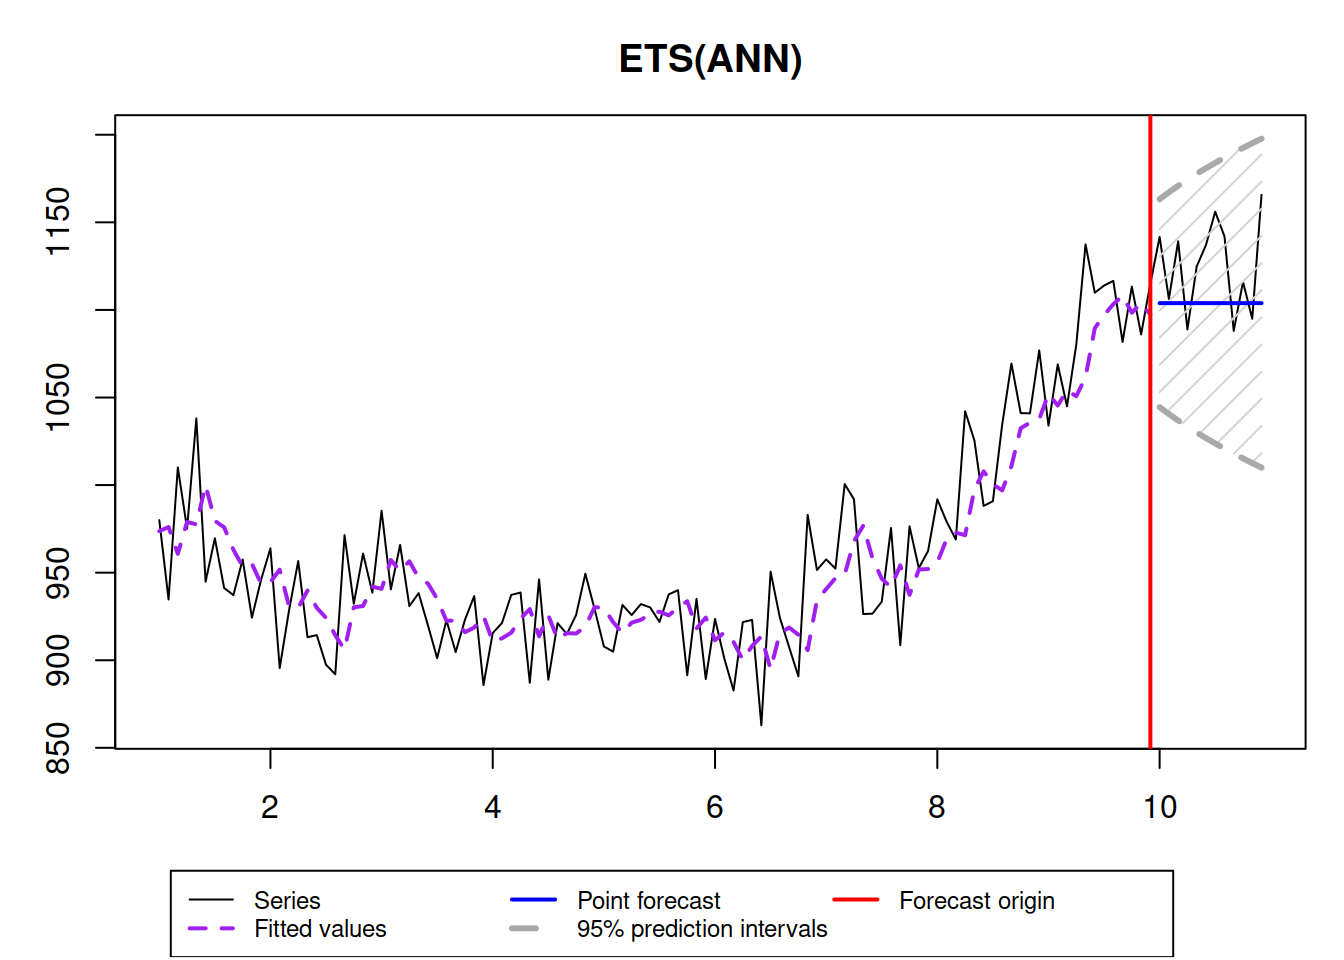 ETS(ANN)
1150
1050
950
900
850
2 4 6 8 10
Series Point forecast Forecast origin
Fitted values 95% prediction intervals